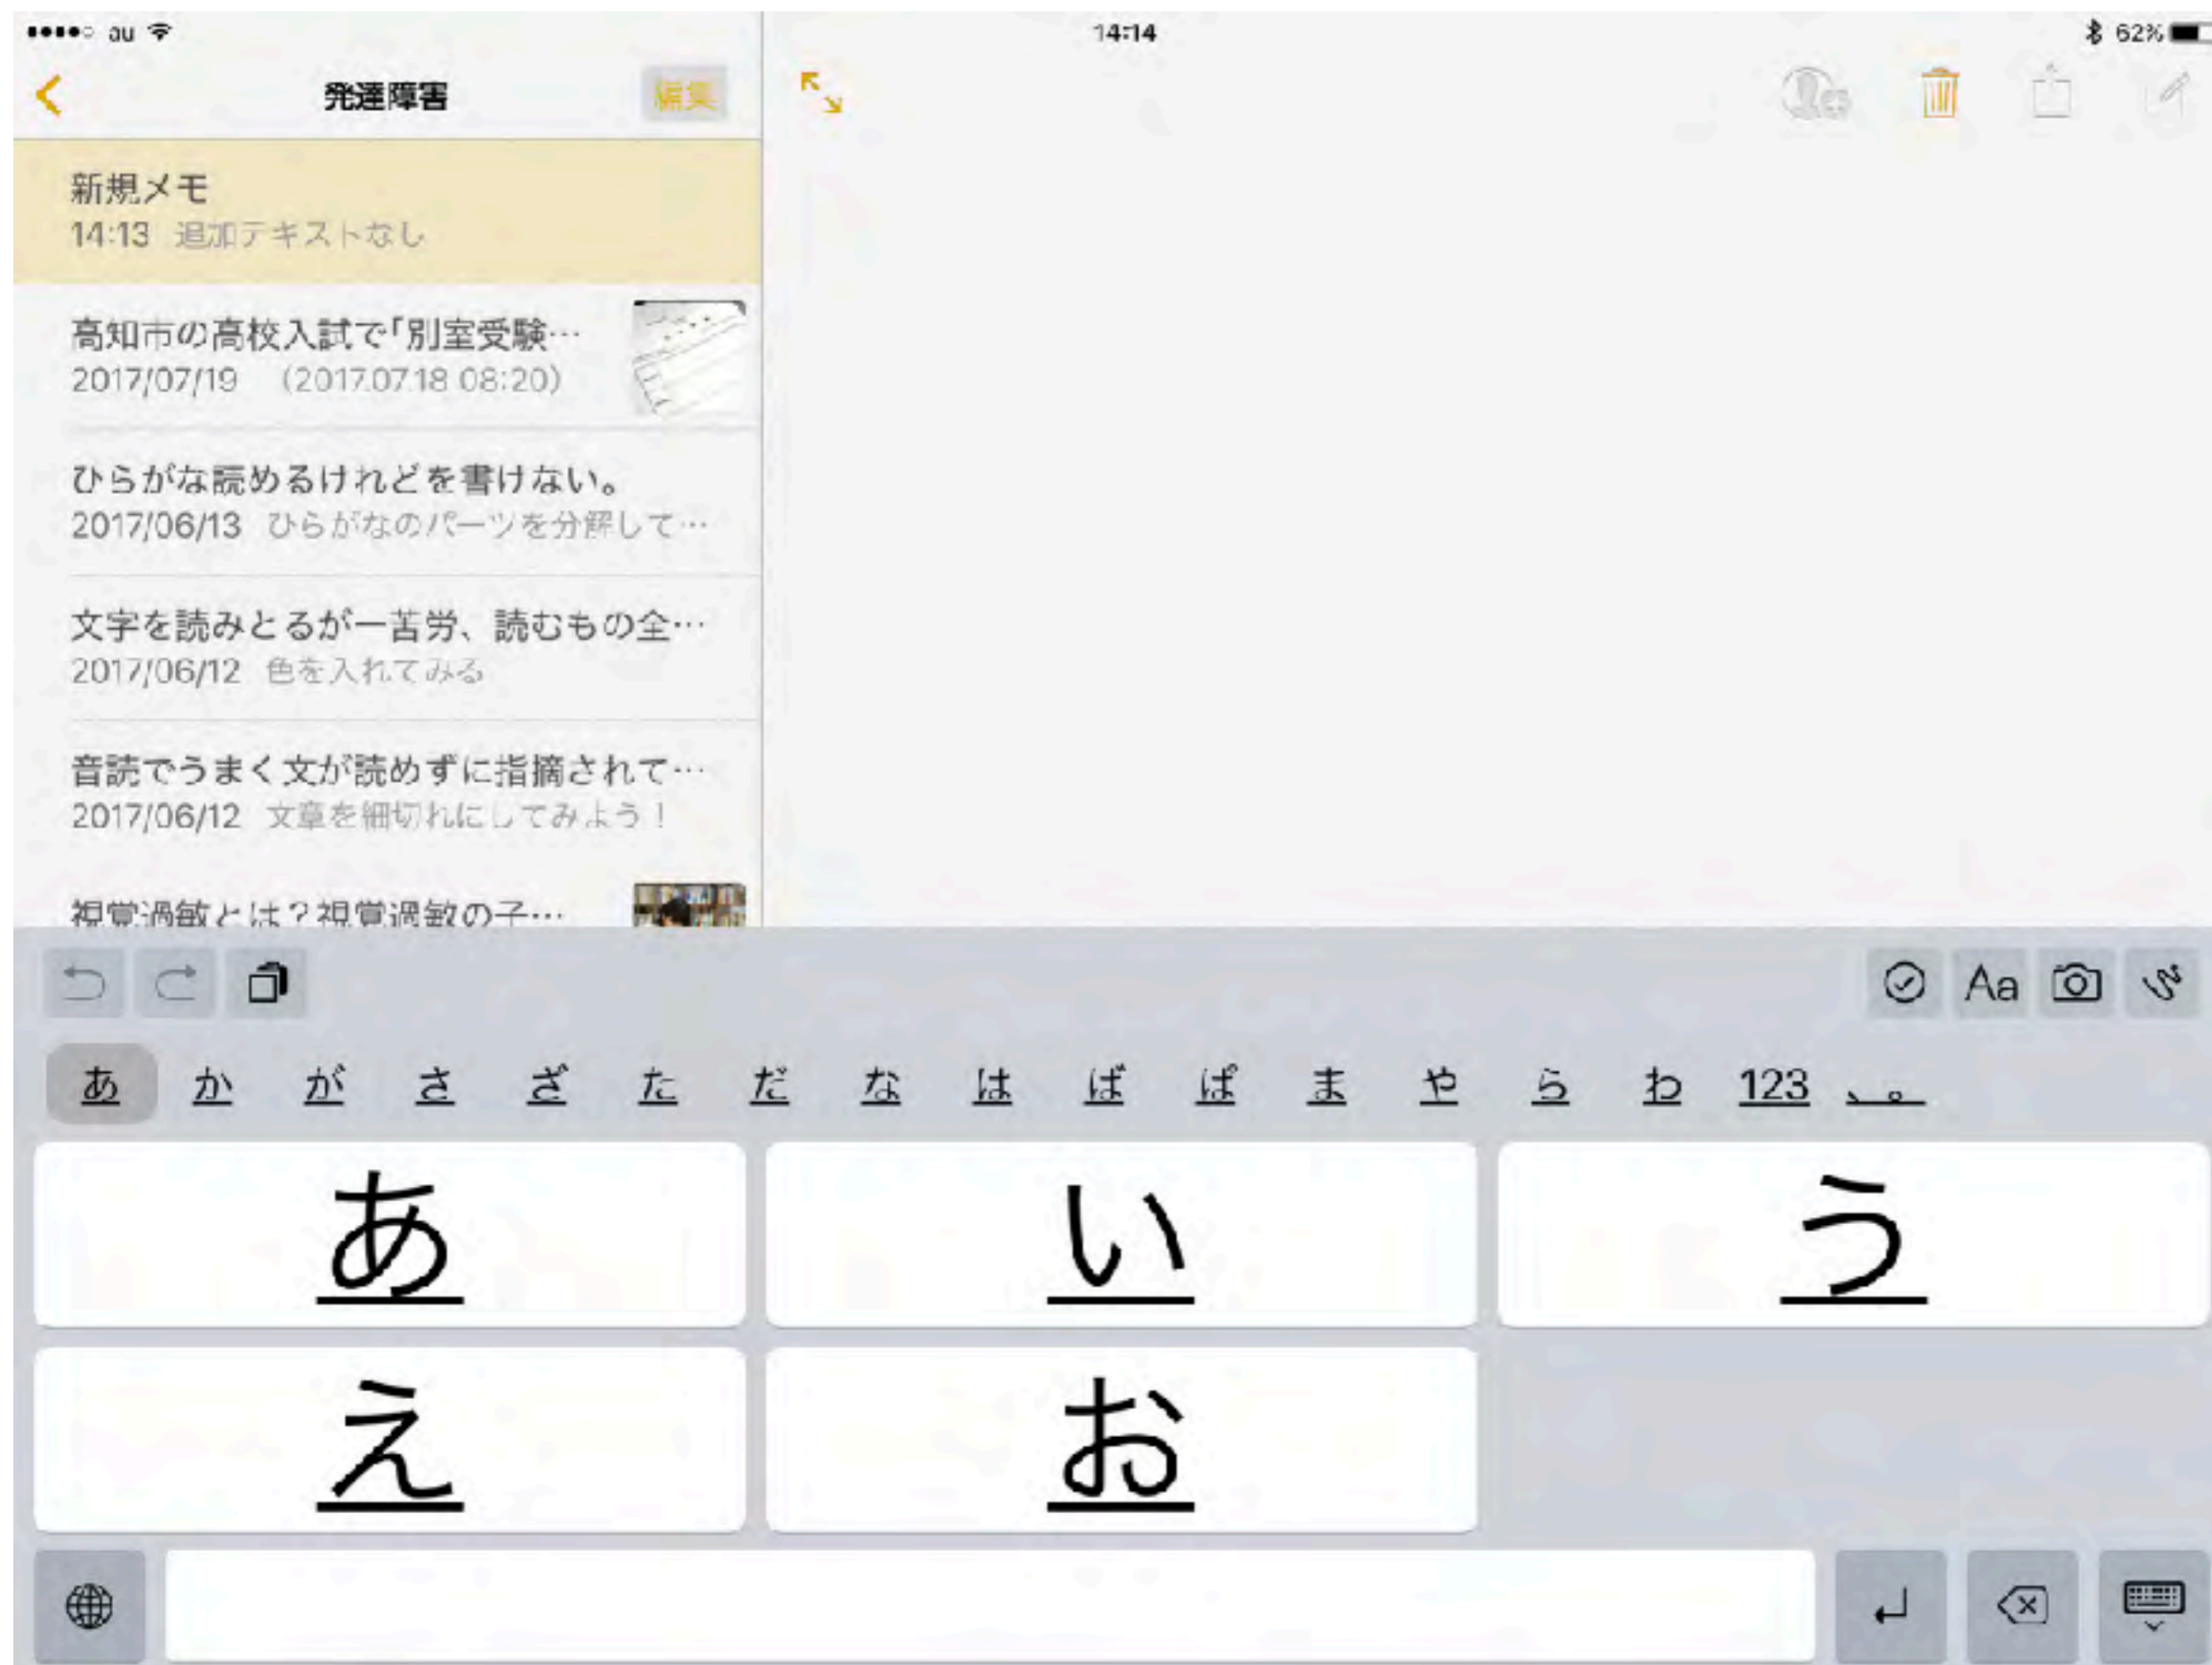 au
14:14
62%
発達障害
編集
新規メモ
14:13 追加テキストなし
高知市の高校入試で「別室受験…
2017/07/19 （2017.07.18 08:20）
ひらがな読めるけれどを書けない。
2017/06/13 ひらがなのパーツを分解して…
文字を読みとるが一苦労、読むもの全…
2017/06/12 色を入れてみる
音読でうまく文が読めずに指摘されて…
2017/06/12 文章を細切れにしてみよう！
視覚過敏とは？視覚過敏の子…
Aa
あ か が さ ざ た だ な は ば ぱ ま や ら わ 123 、。
あ い う
え お